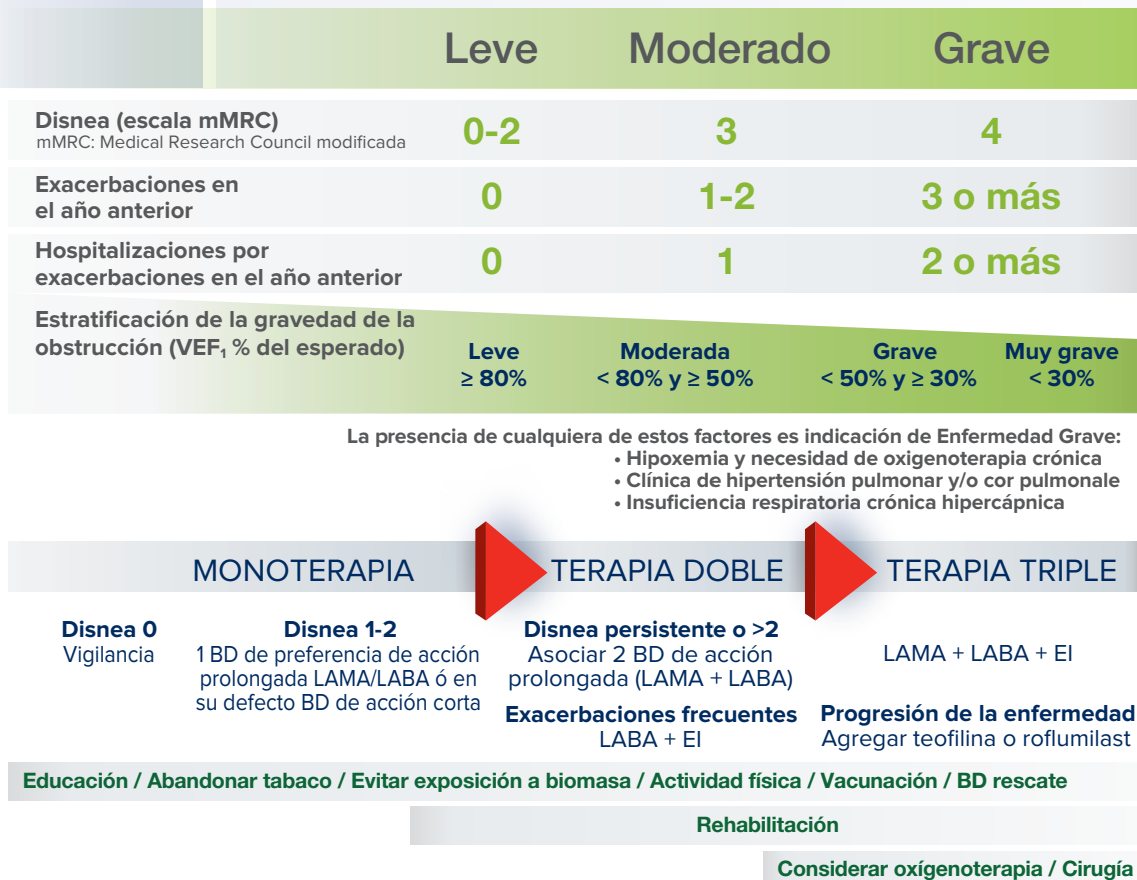 Leve Moderado Grave
Disnea (escala mMRC)
mMRC: Medical Research Council modificada
0-2 3 4
Exacerbaciones en
el año anterior
0 1-2 3 o más
Hospitalizaciones por
exacerbaciones en el año anterior
0 1 2 o más
Estratificación de la gravedad de la
obstrucción (VEF₁ % del esperado)
Leve Moderada Grave Muy grave
≥ 80% < 80% y ≥ 50% < 50% y ≥ 30% < 30%
La presencia de cualquiera de estos factores es indicación de Enfermedad Grave:
• Hipoxemia y necesidad de oxigenoterapia crónica
• Clínica de hipertensión pulmonar y/o cor pulmonale
• Insuficiencia respiratoria crónica hipercápnica
MONOTERAPIA TERAPIA DOBLE TERAPIA TRIPLE
Disnea 0
Vigilancia
Disnea 1-2
1 BD de preferencia de acción
prolongada LAMA/LABA ó en
su defecto BD de acción corta
Disnea persistente o >2
Asociar 2 BD de acción
prolongada (LAMA + LABA)
Exacerbaciones frecuentes
LABA + EI
LAMA + LABA + EI
Progresión de la enfermedad
Agregar teofilina o roflumilast
Educación / Abandonar tabaco / Evitar exposición a biomasa / Actividad física / Vacunación / BD rescate
Rehabilitación
Considerar oxígenoterapia / Cirugía